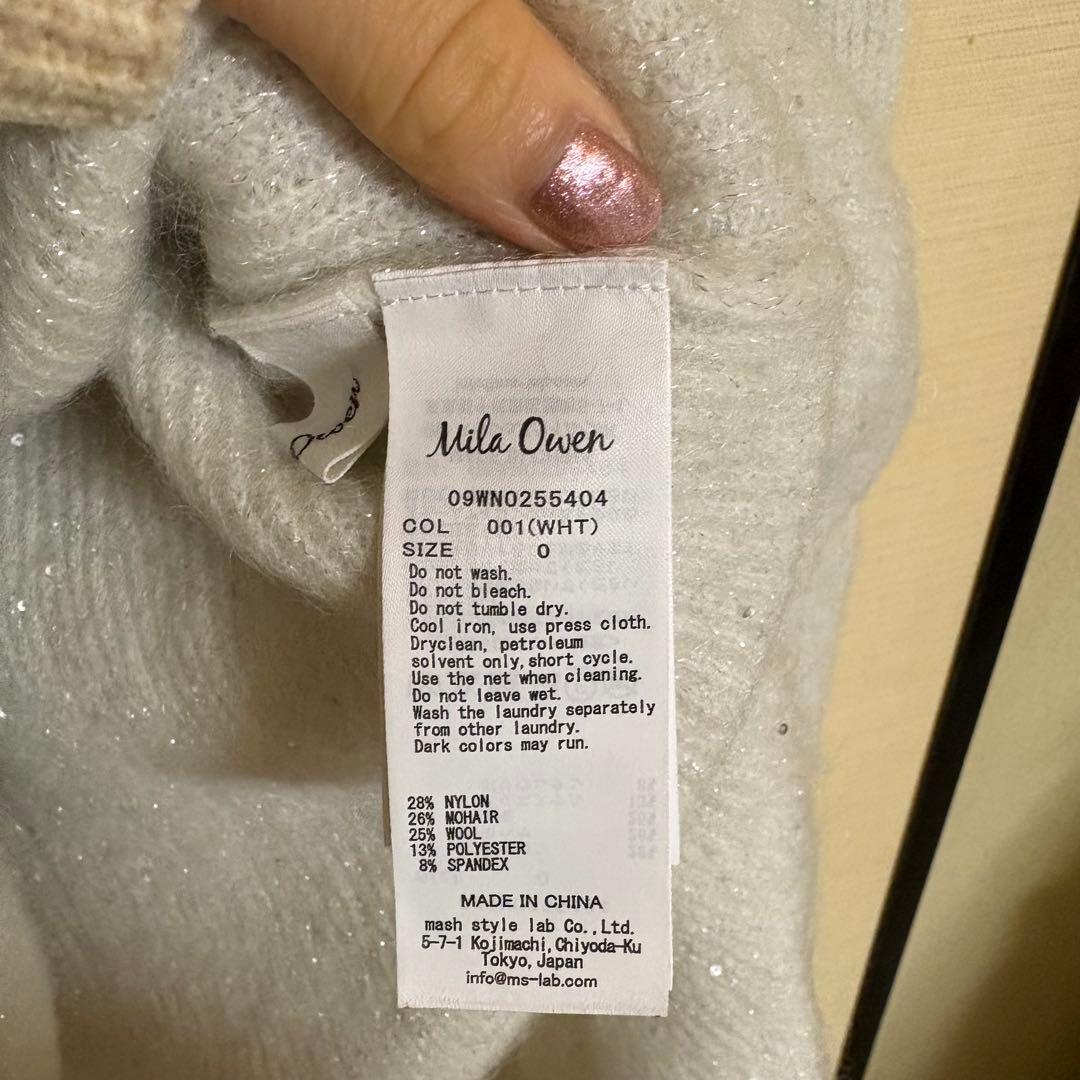 Owen
Mila Owen
09WN0255404
COL 001(WHT)
SIZE 0
Do not wash.
Do not bleach.
Do not tumble dry.
Cool iron, use press cloth.
Dryclean, petroleum
solvent only,short cycle.
Use the net when cleaning.
Do not leave wet.
Wash the laundry separately
from other laundry.
Dark colors may run.
28% NYLON
26% MOHAIR
25% WOOL
13% POLYESTER
8% SPANDEX
MADE IN CHINA
mash style lab Co.,Ltd.
5-7-1 Kojimachi,Chiyoda-Ku
Tokyo,Japan
info@ms-lab.com